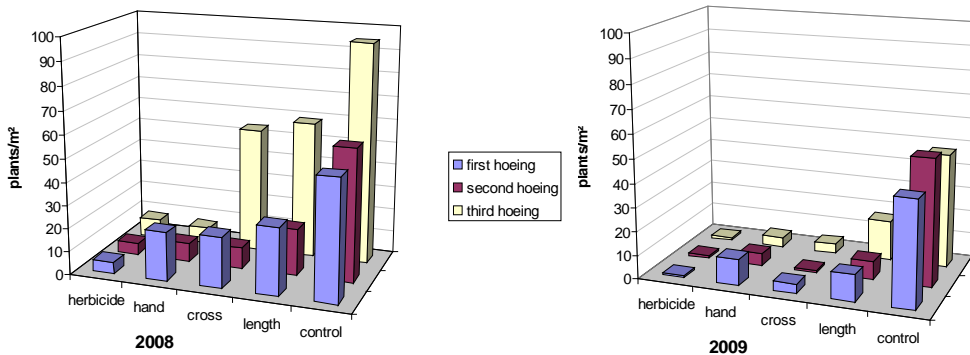 plants/m²
100
90
80
70
60
50
40
30
20
10
0
herbicide
hand
cross
length
control
2008
first hoeing
second hoeing
third hoeing
plants/m²
100
90
80
70
60
50
40
30
20
10
0
herbicide
hand
cross
length
control
2009